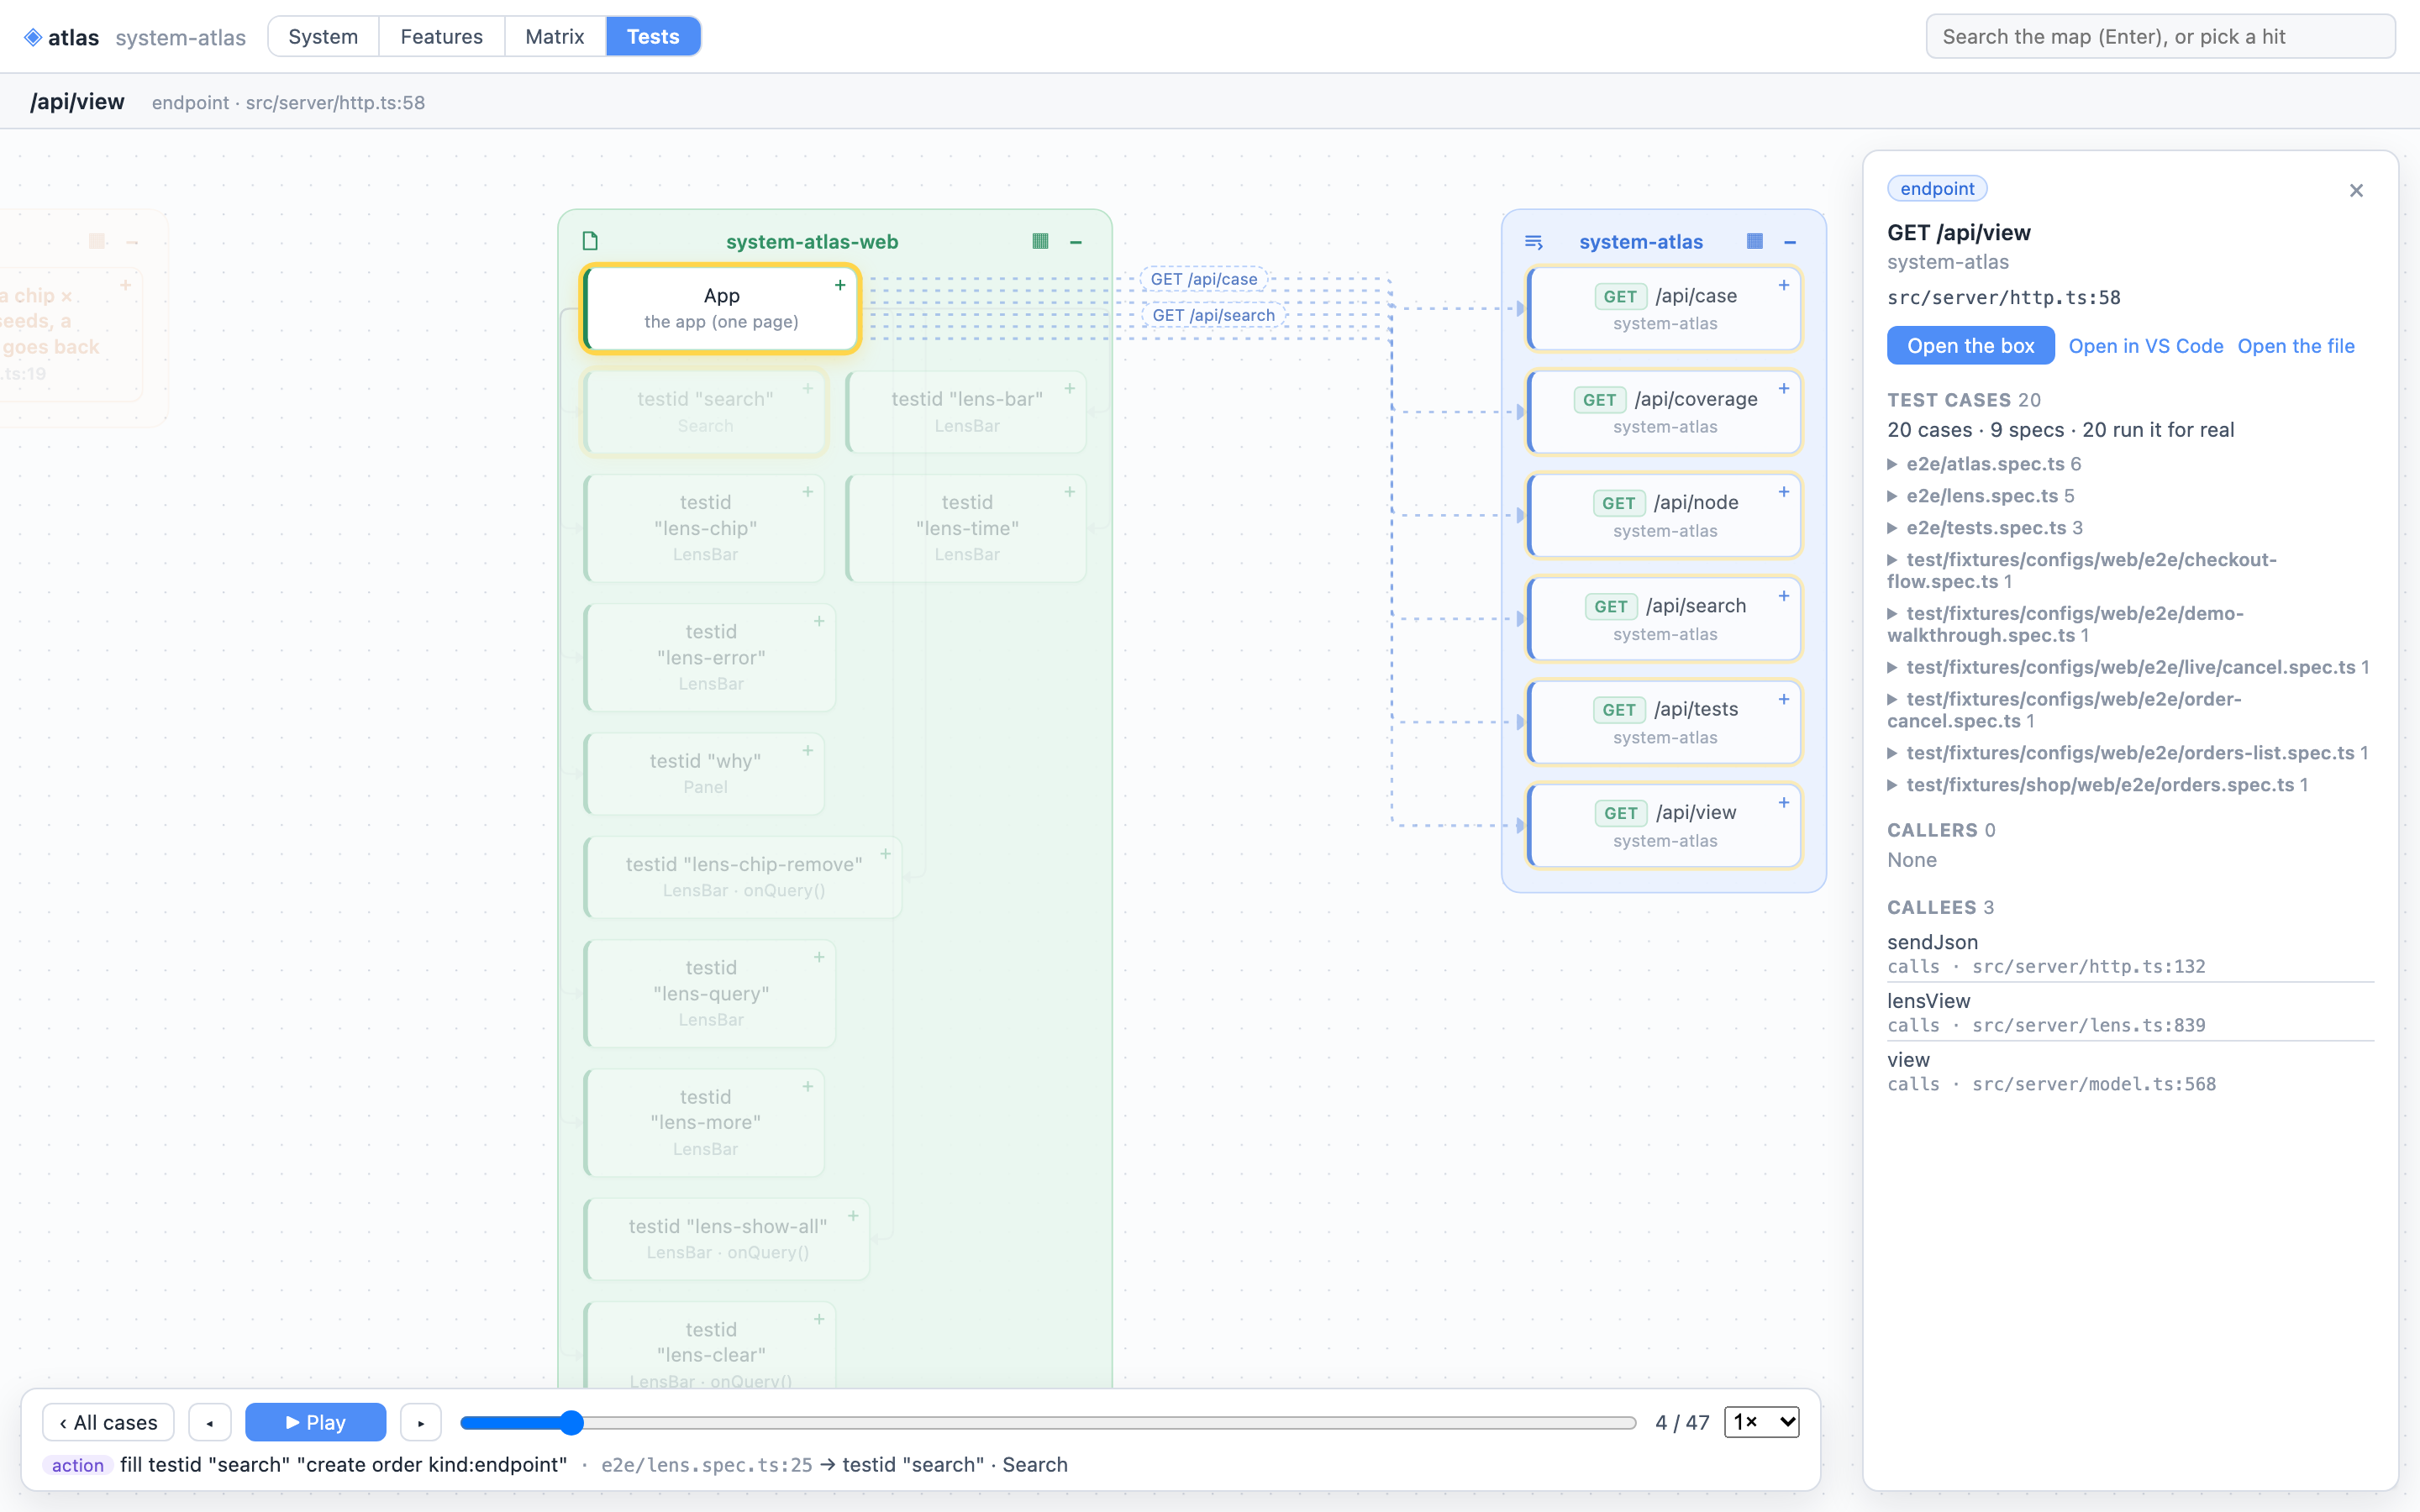 atlas system-atlas System Features Matrix Tests Search the map (Enter), or pick a hit
/api/view endpoint · src/server/http.ts:58
a chip ×
seeds, a
goes back
.ts:19
system-atlas-web
App
the app (one page)
testid "search"
Search
testid "lens-bar"
LensBar
testid
"lens-chip"
LensBar
testid
"lens-time"
LensBar
testid
"lens-error"
LensBar
testid "why"
Panel
testid "lens-chip-remove"
LensBar · onQuery()
testid
"lens-query"
LensBar
testid
"lens-more"
LensBar
testid "lens-show-all"
LensBar · onQuery()
testid
"lens-clear"
LensBar · onQuery()
GET /api/case
GET /api/search
system-atlas
GET /api/case
system-atlas
GET /api/coverage
system-atlas
GET /api/node
system-atlas
GET /api/search
system-atlas
GET /api/tests
system-atlas
GET /api/view
system-atlas
endpoint ×
GET /api/view
system-atlas
src/server/http.ts:58
Open the box Open in VS Code Open the file
TEST CASES 20
20 cases · 9 specs · 20 run it for real
▶ e2e/atlas.spec.ts 6
▶ e2e/lens.spec.ts 5
▶ e2e/tests.spec.ts 3
▶ test/fixtures/configs/web/e2e/checkout-
flow.spec.ts 1
▶ test/fixtures/configs/web/e2e/demo-
walkthrough.spec.ts 1
▶ test/fixtures/configs/web/e2e/live/cancel.spec.ts 1
▶ test/fixtures/configs/web/e2e/order-
cancel.spec.ts 1
▶ test/fixtures/configs/web/e2e/orders-list.spec.ts 1
▶ test/fixtures/shop/web/e2e/orders.spec.ts 1
CALLERS 0
None
CALLEES 3
sendJson
calls · src/server/http.ts:132
lensView
calls · src/server/lens.ts:839
view
calls · src/server/model.ts:568
‹ All cases ◂ ▶ Play ▸ 4 / 47 1×
action fill testid "search" "create order kind:endpoint" · e2e/lens.spec.ts:25 → testid "search" · Search